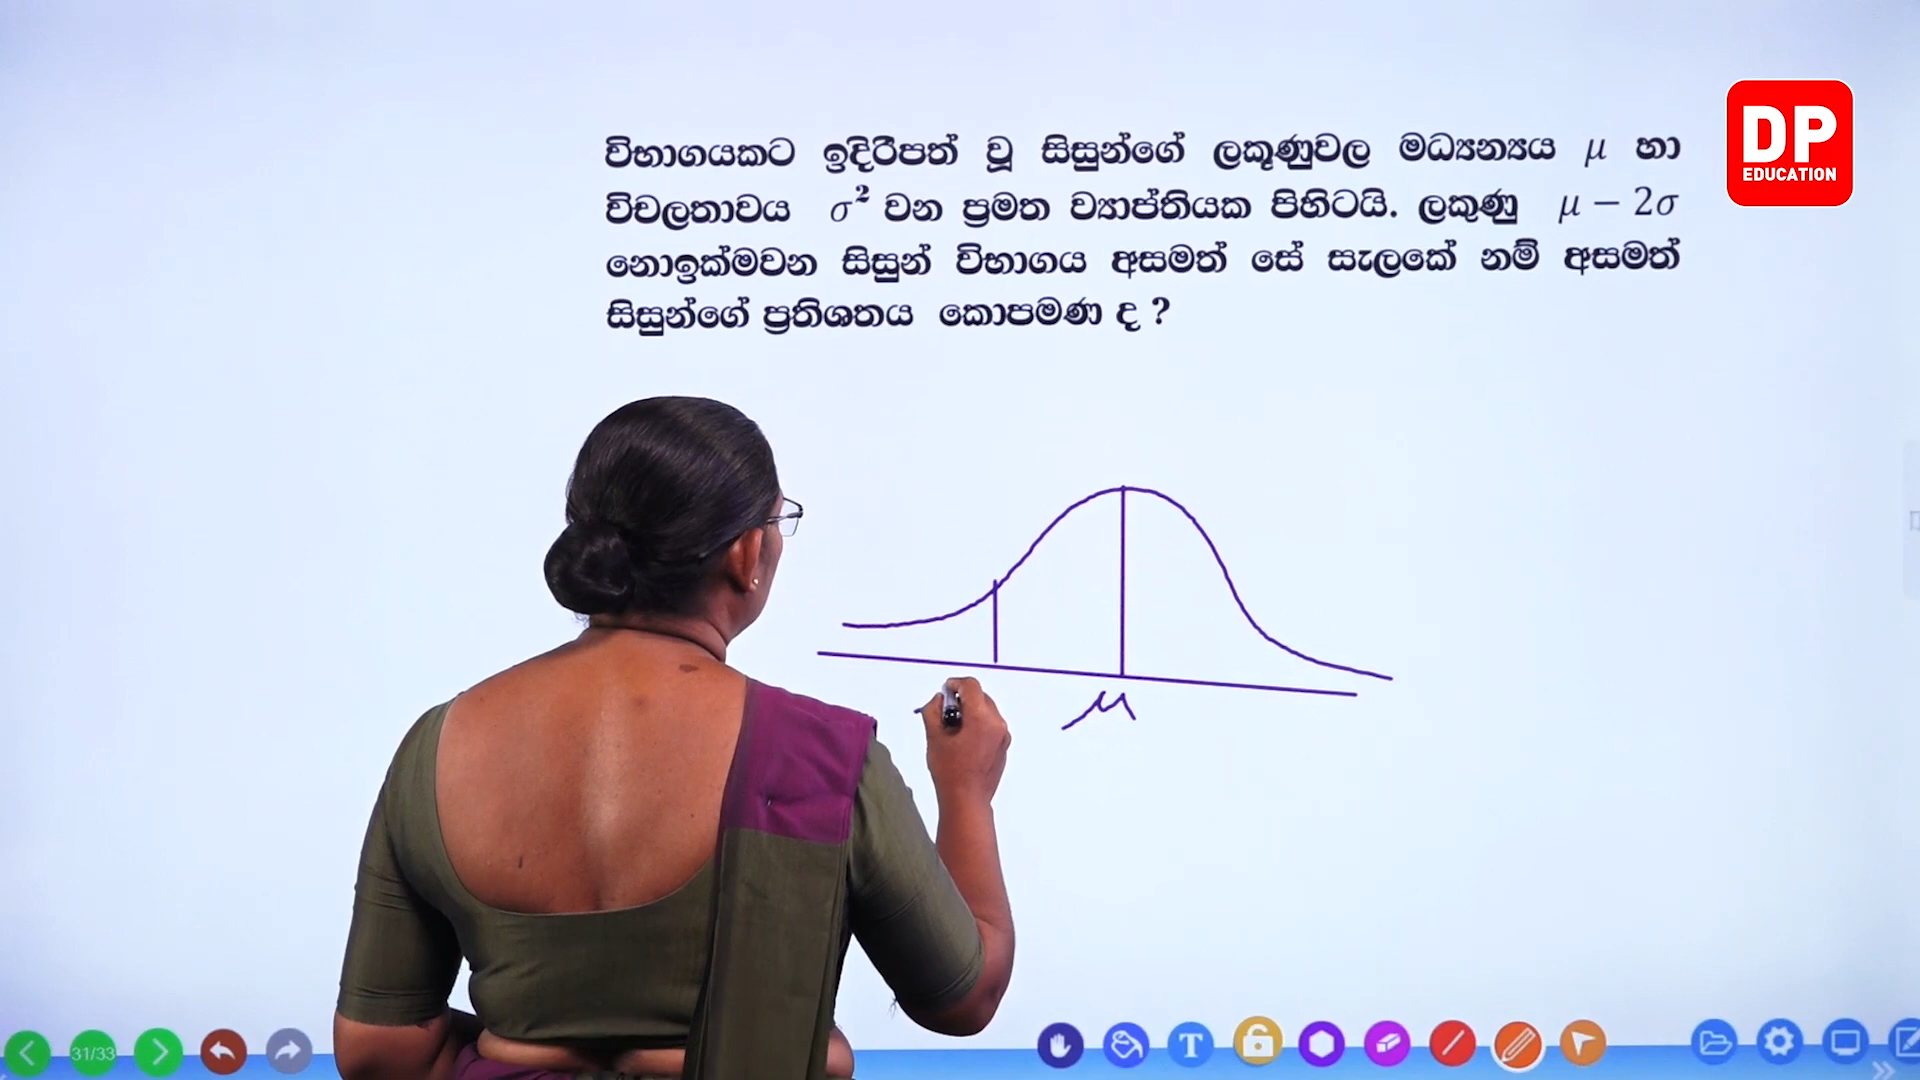 විභාගයකට ඉදිරිපත් වූ සිසුන්ගේ ලකුණුවල මධ්‍යන්‍යය μ හා
විචලතාවය σ² වන ප්‍රමත ව්‍යාප්තියක පිහිටයි. ලකුණු μ − 2σ
නොඉක්මවන සිසුන් විභාගය අසමත් සේ සැලකේ නම් අසමත්
සිසුන්ගේ ප්‍රතිශතය කොපමණ ද ?
DP
EDUCATION
μ
31/33
T